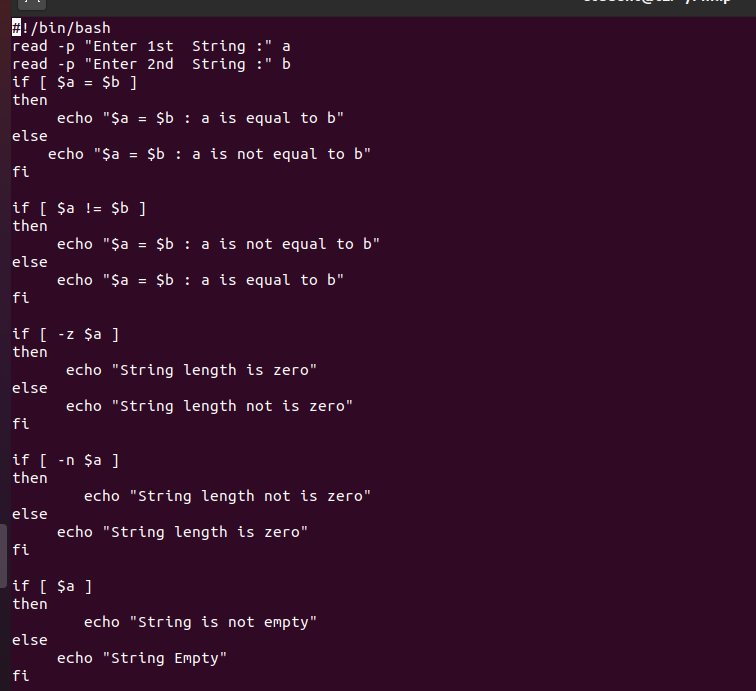 #!/bin/bash
read -p "Enter 1st  String :" a
read -p "Enter 2nd  String :" b
if [ $a = $b ]
then
     echo "$a = $b : a is equal to b"
else
    echo "$a = $b : a is not equal to b"
fi

if [ $a != $b ]
then
     echo "$a = $b : a is not equal to b"
else
     echo "$a = $b : a is equal to b"
fi

if [ -z $a ]
then
      echo "String length is zero"
else
      echo "String length not is zero"
fi

if [ -n $a ]
then
        echo "String length not is zero"
else
     echo "String length is zero"
fi

if [ $a ]
then
        echo "String is not empty"
else
     echo "String Empty"
fi